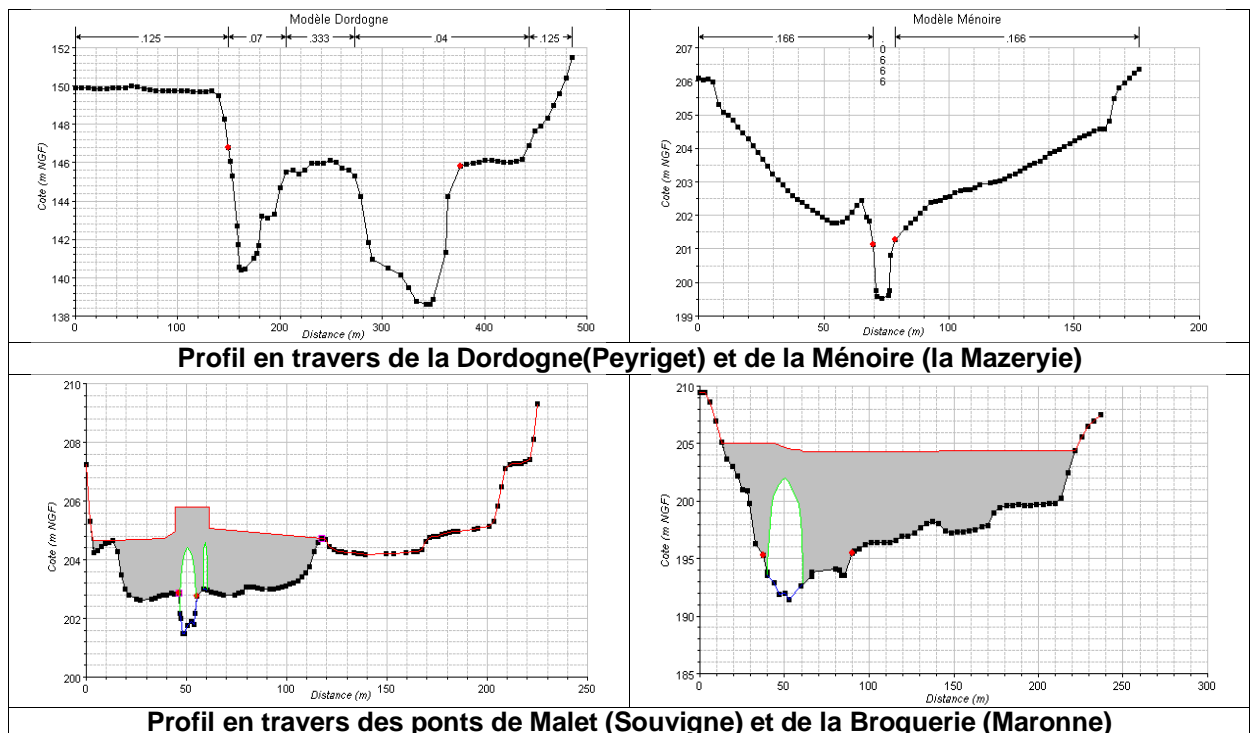 Modèle Dordogne
.125 .07 .333 .04 .125
152
150
148
146
144
142
140
138
Cote (m NGF)
0 100 200 300 400 500
Distance (m)
Modèle Ménoire
.166 .066 .166
207
206
205
204
203
202
201
200
199
Cote (m NGF)
0 50 100 150 200
Distance (m)
Profil en travers de la Dordogne(Peyriget) et de la Ménoire (la Mazeryie)
210
208
206
204
202
200
Cote (m NGF)
0 50 100 150 200 250
Distance (m)
210
205
200
195
190
185
Cote (m NGF)
0 50 100 150 200 250 300
Distance (m)
Profil en travers des ponts de Malet (Souvigne) et de la Broquerie (Maronne)